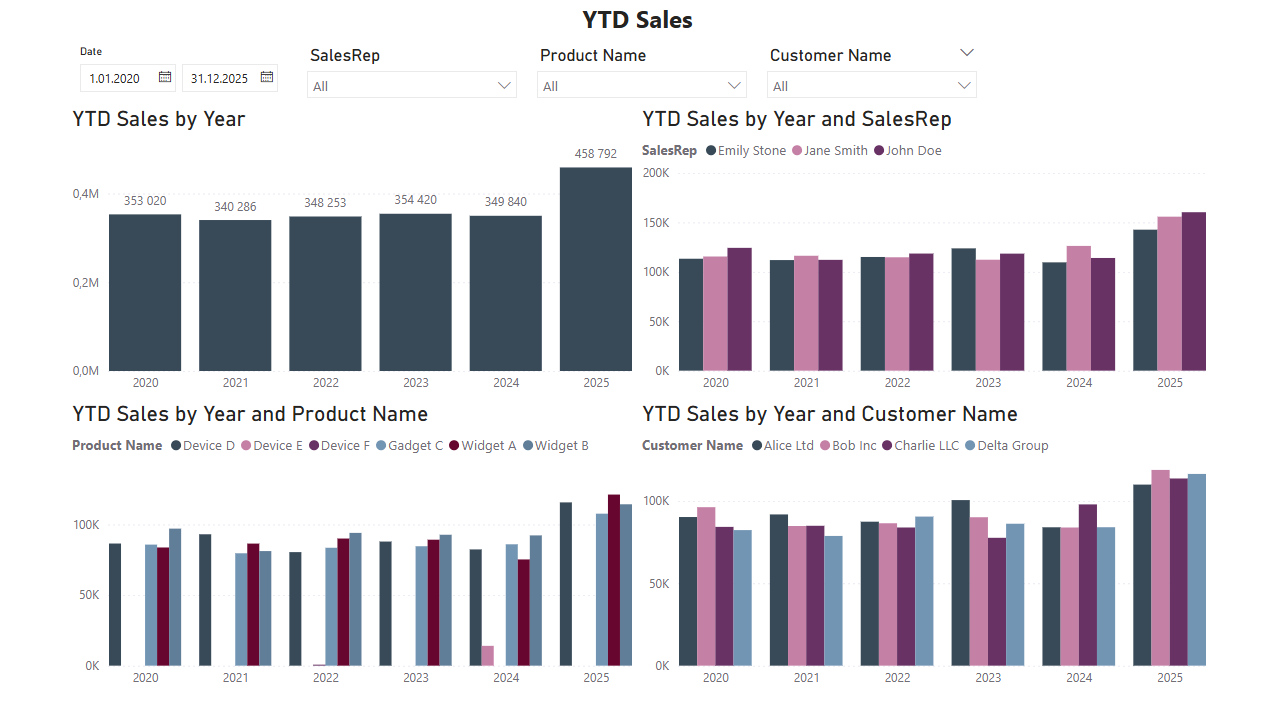 YTD Sales
Date
1.01.2020
31.12.2025
SalesRep
All
Product Name
All
Customer Name
All
YTD Sales by Year
0,4M
0,2M
0,0M
353 020
340 286
348 253
354 420
349 840
458 792
2020 2021 2022 2023 2024 2025
YTD Sales by Year and SalesRep
SalesRep Emily Stone Jane Smith John Doe
200K
150K
100K
50K
0K
2020 2021 2022 2023 2024 2025
YTD Sales by Year and Product Name
Product Name Device D Device E Device F Gadget C Widget A Widget B
100K
50K
0K
2020 2021 2022 2023 2024 2025
YTD Sales by Year and Customer Name
Customer Name Alice Ltd Bob Inc Charlie LLC Delta Group
100K
50K
0K
2020 2021 2022 2023 2024 2025